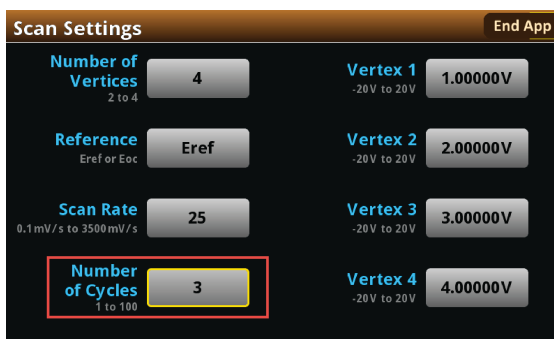 Scan Settings
End App
Number of
Vertices
2 to 4
4
Vertex 1
-20V to 20V
1.00000V
Reference
Eref or Eoc
Eref
Vertex 2
-20V to 20V
2.00000V
Scan Rate
0.1mV/s to 3500mV/s
25
Vertex 3
-20V to 20V
3.00000V
Number
of Cycles
1 to 100
3
Vertex 4
-20V to 20V
4.00000V